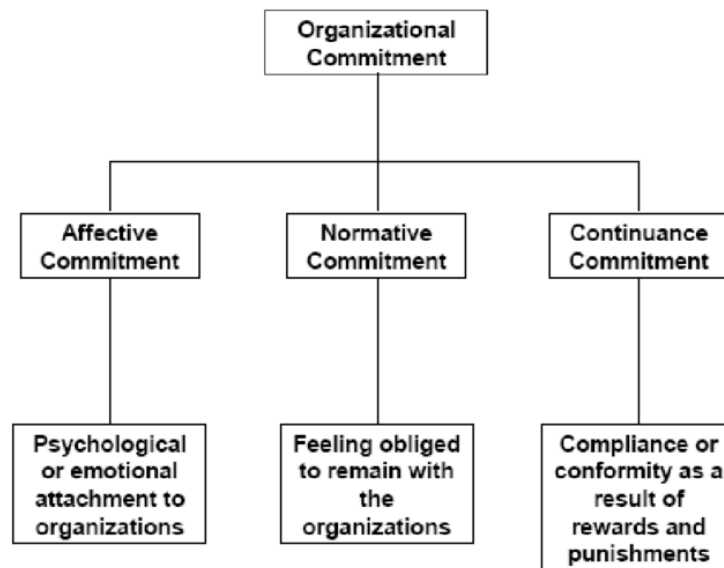 Organizational
Commitment
Affective
Commitment
Normative
Commitment
Continuance
Commitment
Psychological
or emotional
attachment to
organizations
Feeling obliged
to remain with
the
organizations
Compliance or
conformity as a
result of
rewards and
punishments